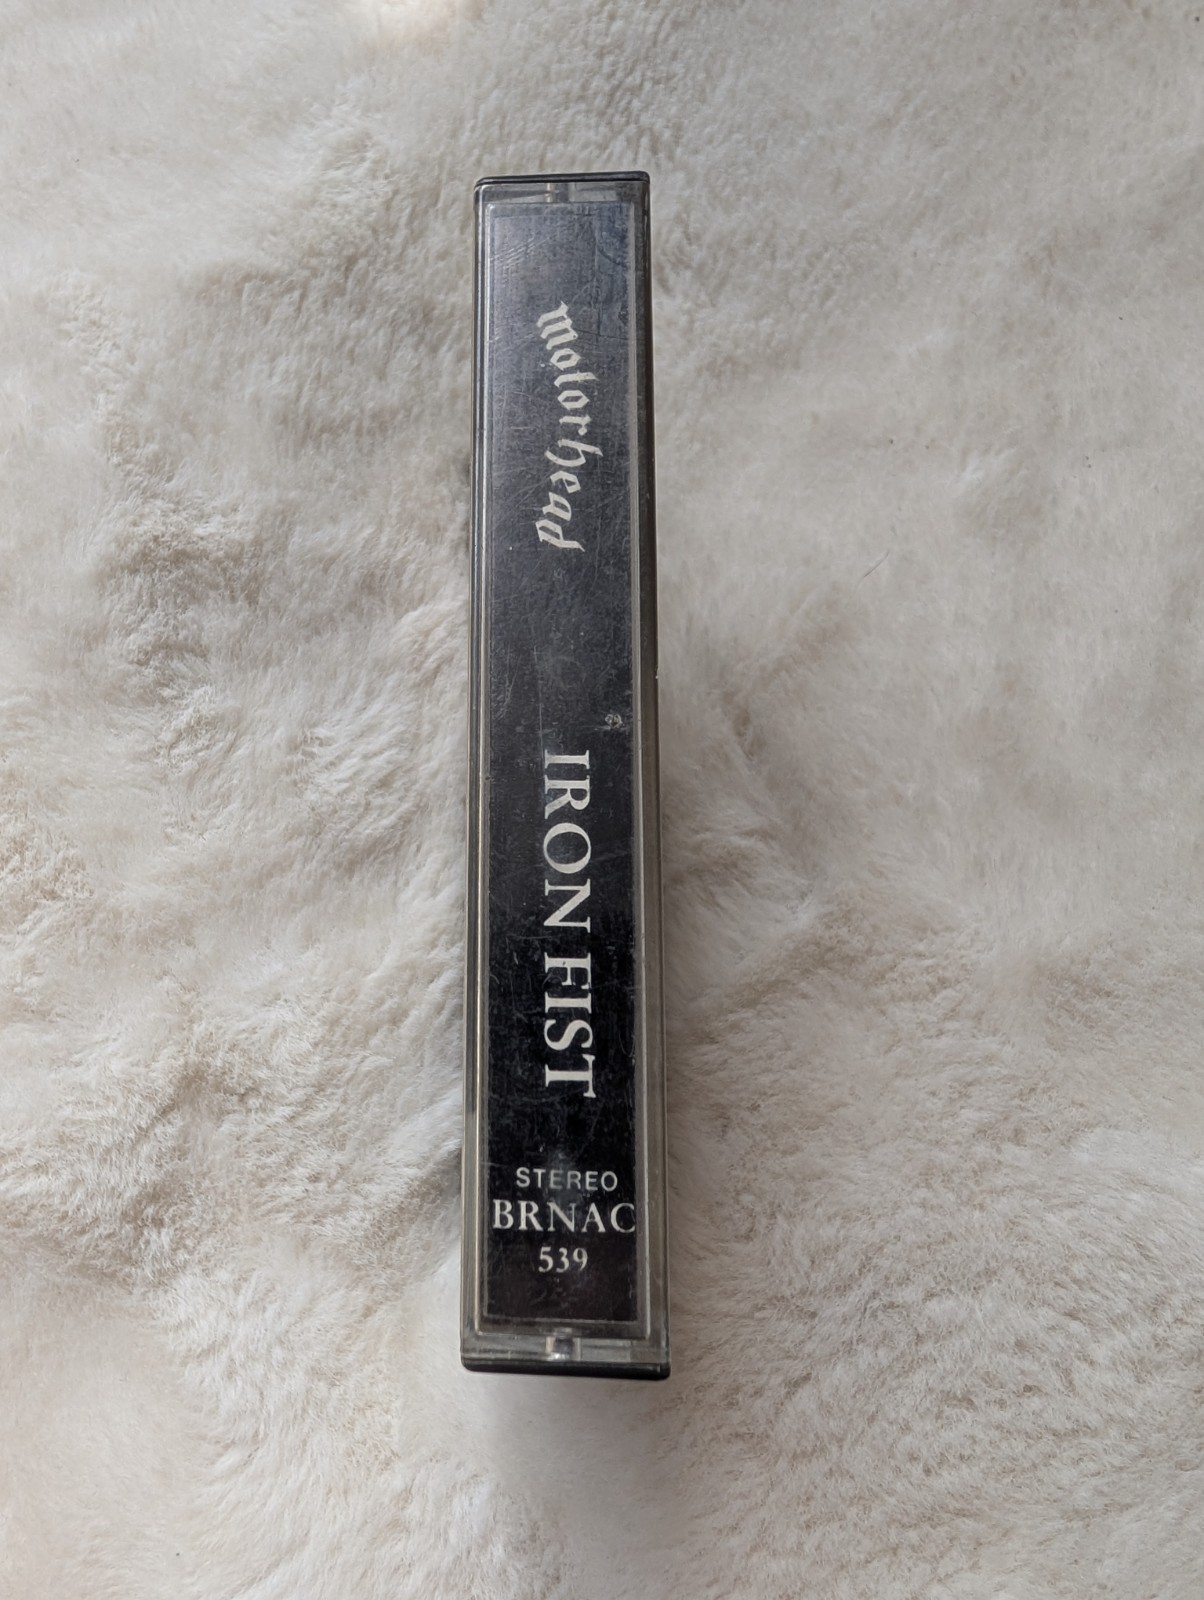 motorhead
IRON FIST
STEREO
BRNAC
539